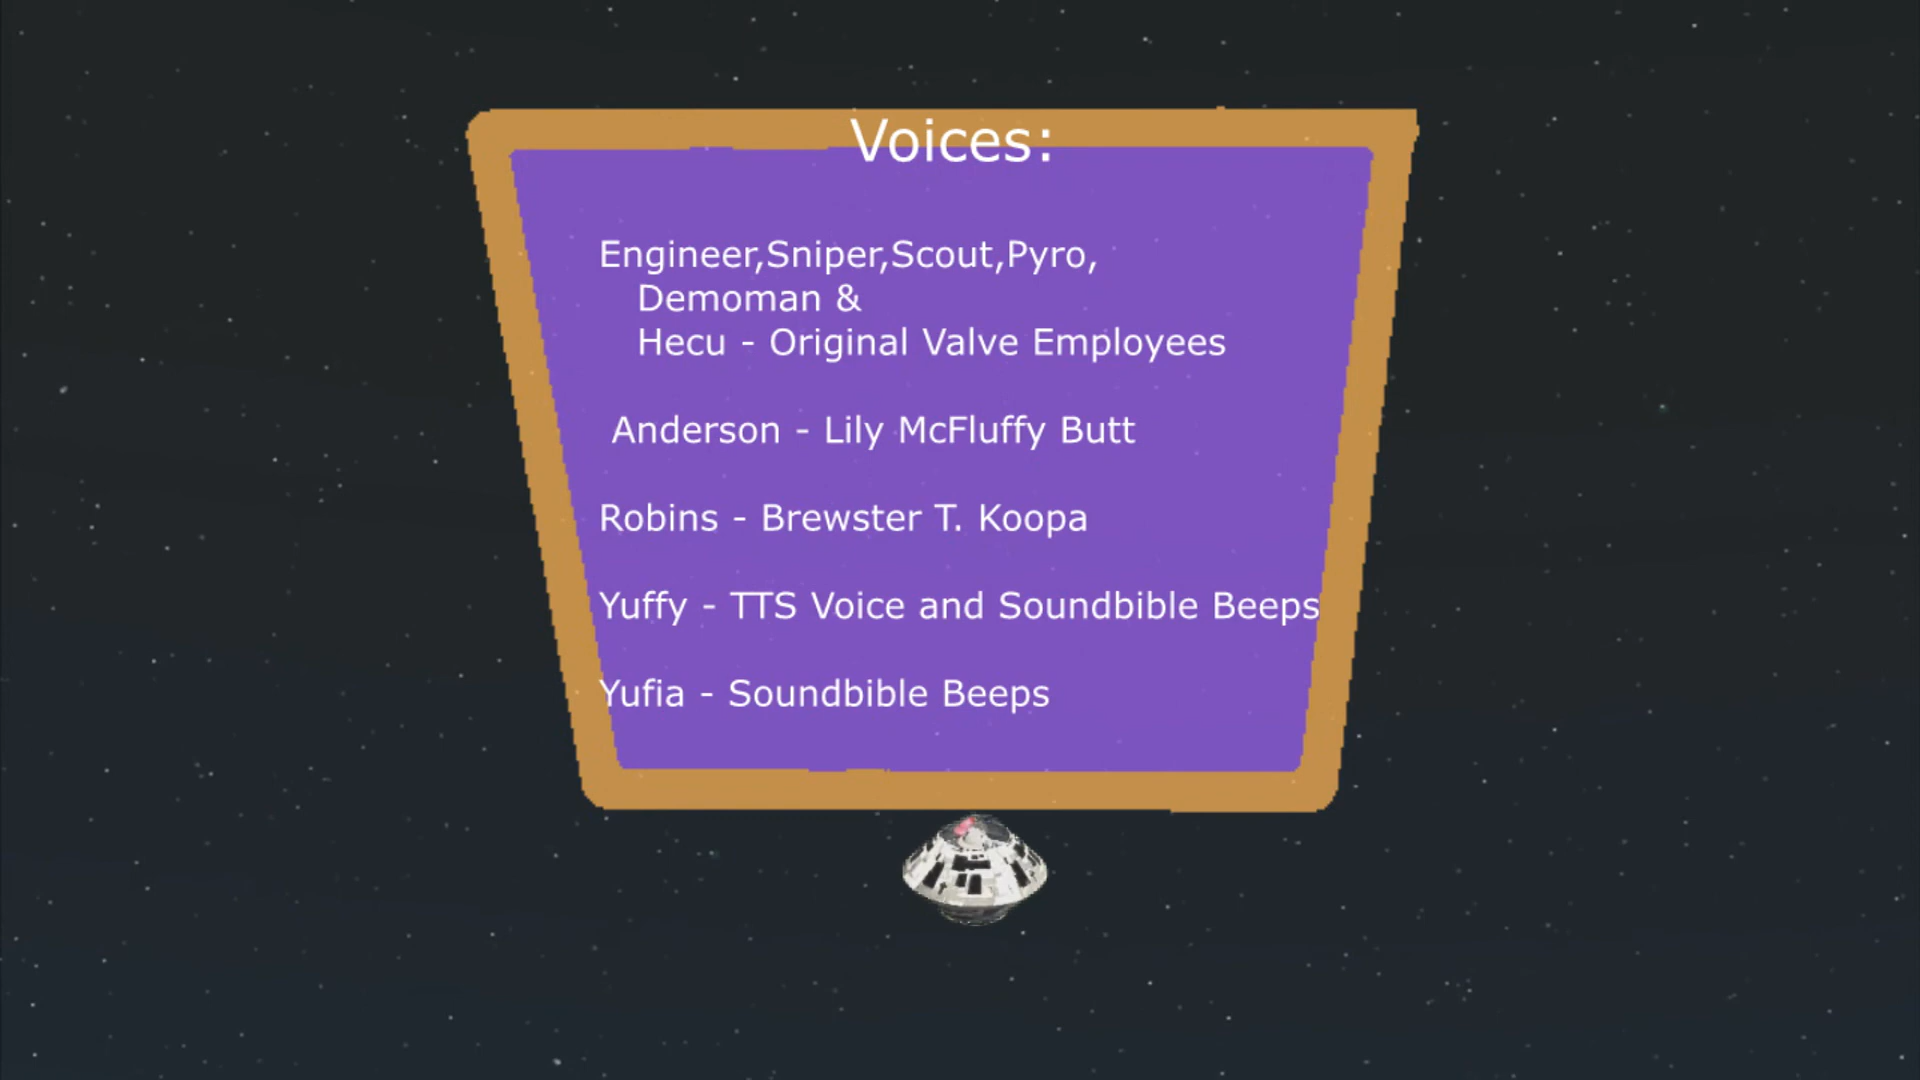 Voices:
Engineer,Sniper,Scout,Pyro,
Demoman &
Hecu - Original Valve Employees
Anderson - Lily McFluffy Butt
Robins - Brewster T. Koopa
Yuffy - TTS Voice and Soundbible Beeps
Yufia - Soundbible Beeps